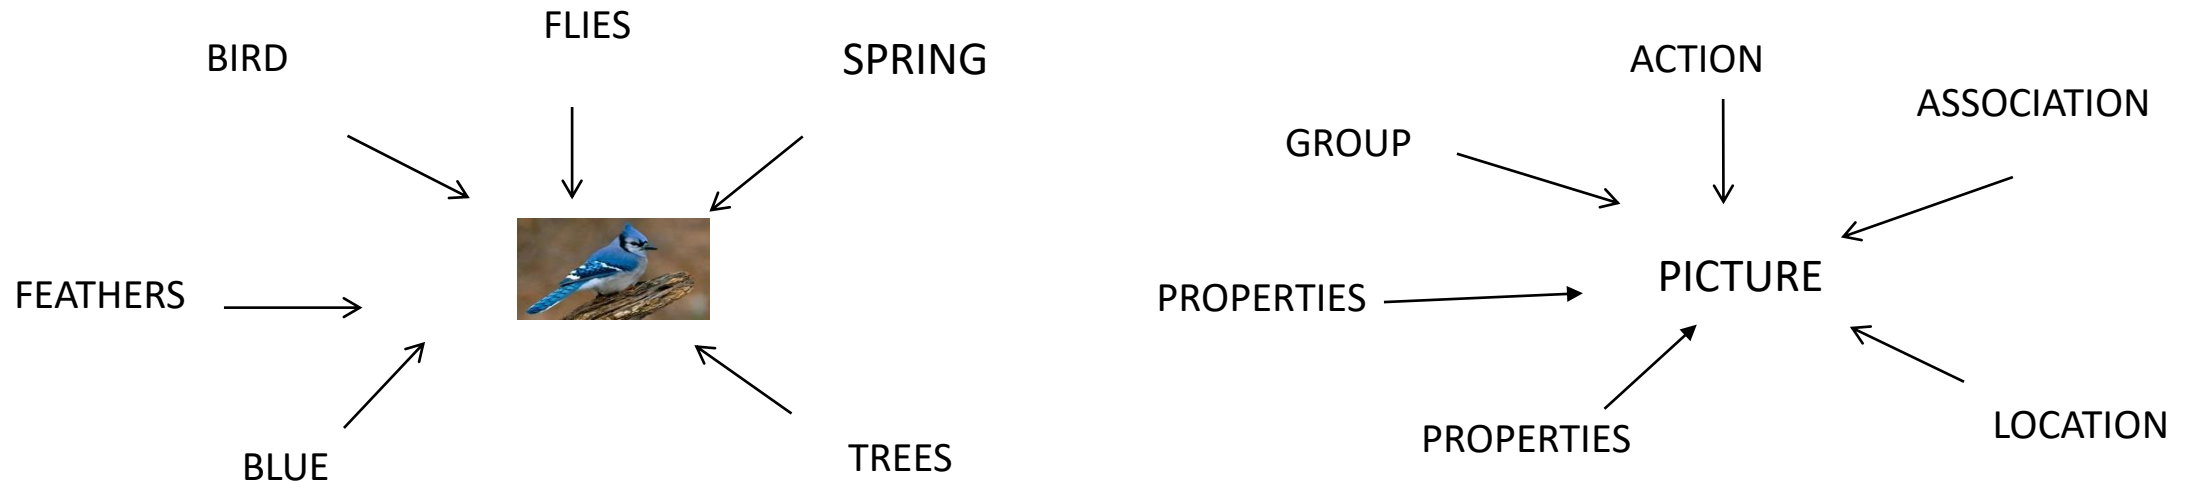 FLIES
BIRD
SPRING
FEATHERS
BLUE
TREES
ACTION
ASSOCIATION
GROUP
PICTURE
PROPERTIES
PROPERTIES
LOCATION